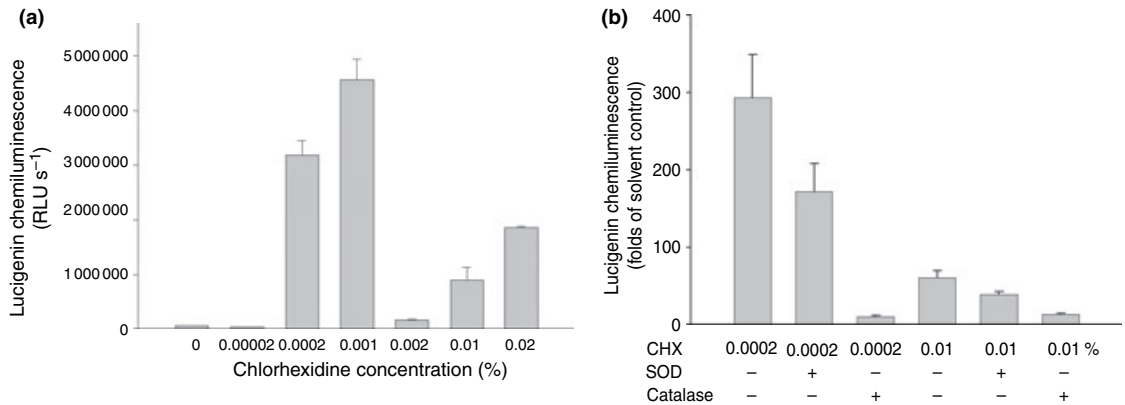 (a)
Lucigenin chemiluminescence
(RLU s⁻¹)
5 000 000
4 000 000
3 000 000
2 000 000
1 000 000
0
0 0.00002 0.0002 0.001 0.002 0.01 0.02
Chlorhexidine concentration (%)
(b)
Lucigenin chemiluminescence
(folds of solvent control)
400
300
200
100
0
CHX 0.0002 0.0002 0.0002 0.01 0.01 0.01 %
SOD – + – – + –
Catalase – – + – – +